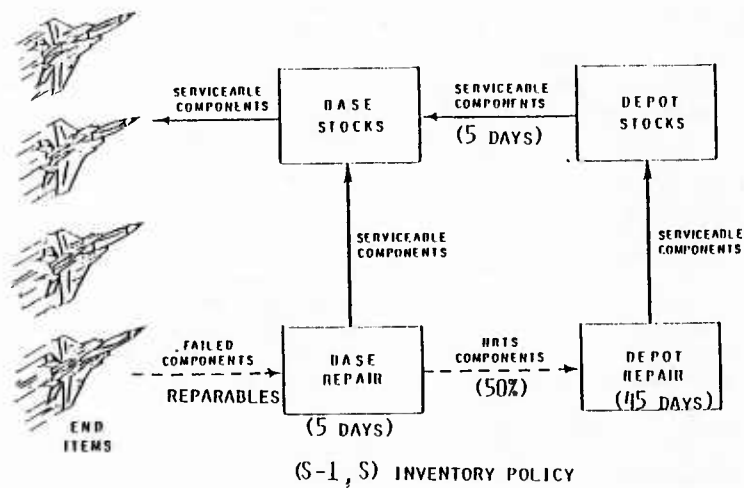 BASE
STOCKS
DEPOT
STOCKS
SERVICEABLE
COMPONENTS
SERVICEABLE
COMPONENTS
(5 DAYS)
SERVICEABLE
COMPONENTS
SERVICEABLE
COMPONENTS
FAILED
COMPONENTS
REPARABLES
BASE
REPAIR
(5 DAYS)
NRTS
COMPONENTS
(50%)
DEPOT
REPAIR
(45 DAYS)
END
ITEMS
(S-1, S) INVENTORY POLICY